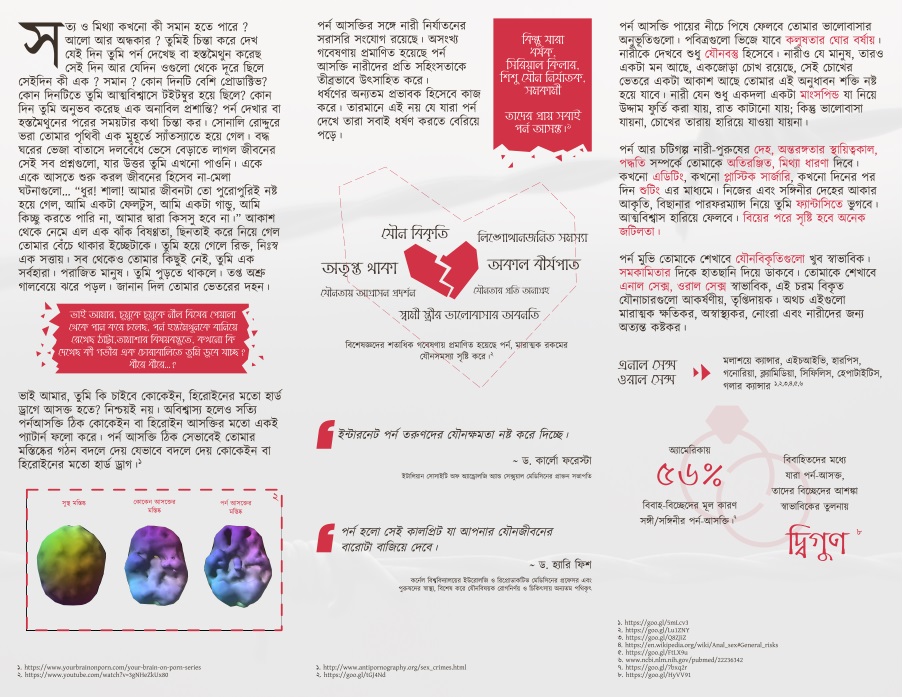 সত্য ও মিথ্যা কখনো কী সমান হতে পারে ?
আলো আর অন্ধকার ? তুমিই চিন্তা করে দেখ
যেই দিন তুমি পর্ন দেখেছ বা হস্তমৈথুন করেছ
সেই দিন আর যেদিন ওগুলো থেকে দূরে ছিলে
সেইদিন কী এক ? সমান ? কোন দিনটি বেশি প্রোডাক্টিভ?
কোন দিনটিতে তুমি আত্মবিশ্বাসে টইটম্বুর হয়ে ছিলে? কোন
দিন তুমি অনুভব করেছ এক অনাবিল প্রশান্তি? পর্ন দেখার বা
হস্তমৈথুনের পরের সময়টার কথা চিন্তা কর। সোনালি রোদ্দুরে
ভরা তোমার পৃথিবী এক মুহূর্তে স্যাঁতস্যাতে হয়ে গেল। বদ্ধ
ঘরের ভেজা বাতাসে দলবেঁধে ভেসে বেড়াতে লাগল জীবনের
সেই সব প্রশ্নগুলো, যার উত্তর তুমি এখনো পাওনি। একে
একে আসতে শুরু করল জীবনের হিসেব না-মেলা
ঘটনাগুলো... “ধুর! শালা! আমার জীবনটা তো পুরোপুরিই নষ্ট
হয়ে গেল, আমি একটা ফেলটুস, আমি একটা গান্ডু, আমি
কিচ্ছু করতে পারি না, আমার দ্বারা কিসসু হবে না।” আকাশ
থেকে নেমে এল এক ঝাঁক বিষণ্ণতা, ছিনতাই করে নিয়ে গেল
তোমার বেঁচে থাকার ইচ্ছেটাকে। তুমি হয়ে গেলে রিক্ত, নিঃস্ব
এক সত্তায়। সব থেকেও তোমার কিছুই নেই, তুমি এক
সর্বহারা। পরাজিত মানুষ। তুমি পুড়তে থাকলে। তপ্ত অশ্রু
গালবেয়ে ঝরে পড়ল। জানান দিল তোমার ভেতরের দহন।
ভাই আমার, চুমুকে চুমুকে নীল বিষের পেয়ালা
থেকে পান করে চলেছ, পর্ন হস্তমৈথুনকে বানিয়ে
রেখেছ ঠাট্টা,তামাশার বিষয়বস্তুতে, কখনো কি
দেখেছ কী গভীর এক চোরাবালিতে তুমি ডুবে যাচ্ছ ?
ধীরে ধীরে...?
ভাই আমার, তুমি কি চাইবে কোকেইন, হিরোইনের মতো হার্ড
ড্রাগে আসক্ত হতে? নিশ্চয়ই নয়। অবিশ্বাস্য হলেও সত্যি
পর্নআসক্তি ঠিক কোকেইন বা হিরোইন আসক্তির মতো একই
প্যাটার্ন ফলো করে। পর্ন আসক্তি ঠিক সেভাবেই তোমার
মস্তিষ্কের গঠন বদলে দেয় যেভাবে বদলে দেয় কোকেইন বা
হিরোইনের মতো হার্ড ড্রাগ।১
২
সুস্থ মস্তিষ্ক
কোকেন আসক্তের
মস্তিষ্ক
পর্ন আসক্তের
মস্তিষ্ক
১. https://www.yourbrainonporn.com/your-brain-on-porn-series
২. https://www.youtube.com/watch?v=3gNHeZkUx80
পর্ন আসক্তির সঙ্গে নারী নির্যাতনের
সরাসরি সংযোগ রয়েছে। অসংখ্য
গবেষণায় প্রমাণিত হয়েছে পর্ন
আসক্তি নারীদের প্রতি সহিংসতাকে
তীব্রভাবে উৎসাহিত করে।
ধর্ষণের অন্যতম প্রভাবক হিসেবে কাজ
করে। তারমানে এই নয় যে যারা পর্ন
দেখে তারা সবাই ধর্ষণ করতে বেরিয়ে
পড়ে।
কিন্তু যারা
ধর্ষক,
সিরিয়াল কিলার,
শিশু যৌন নির্যাতক,
সমকামী
তাদের প্রায় সবাই
পর্ন আসক্ত।১
যৌন বিকৃতি
লিঙ্গোত্থানজনিত সমস্যা
অতৃপ্ত থাকা
অকাল বীর্যপাত
যৌনতায় আগ্রাসন প্রদর্শন
যৌনতায় প্রতি অনাগ্রহ
স্বামী স্ত্রীর ভালোবাসার অবনতি
বিশেষজ্ঞদের শতাধিক গবেষণায় প্রমাণিত হয়েছে পর্ন, মারাত্মক রকমের
যৌনসমস্যা সৃষ্টি করে।২
ইন্টারনেট পর্ন তরুণদের যৌনক্ষমতা নষ্ট করে দিচ্ছে।
~ ড. কার্লো ফরেস্টা
ইটালিয়ান সোসাইটি অফ অ্যান্ড্রোলজি অ্যান্ড সেক্সুয়াল মেডিসিনের প্রাক্তন সভাপতি
পর্ন হলো সেই কালপ্রিট যা আপনার যৌনজীবনের
বারোটা বাজিয়ে দেবে।
~ ড. হ্যারি ফিশ
কর্নেল বিশ্ববিদ্যালয়ের ইউরোলজি ও রিপ্রোডাকটিভ মেডিসিনের প্রফেসর এবং
পুরুষদের স্বাস্থ্য, বিশেষ করে যৌনবিষয়ক রোগনির্ণয় ও চিকিৎসায় অন্যতম পথিকৃৎ
১. http://www.antipornography.org/sex_crimes.html
২. https://goo.gl/tGJ4Nd
পর্ন আসক্তি পায়ের নীচে পিষে ফেলবে তোমার ভালোবাসার
অনুভূতিগুলো। পবিত্রগুলো ভিজে যাবে কলুষতার ঘোর বর্ষায়।
নারীকে দেখবে শুধু যৌনবস্তু হিসেবে। নারীও যে মানুষ, তারও
একটা মন আছে, একজোড়া চোখ রয়েছে, সেই চোখের
ভেতরে একটা আকাশ আছে তোমার এই অনুধাবন শক্তি নষ্ট
হয়ে যাবে। নারী যেন শুধু একদলা একটা মাংসপিন্ড যা নিয়ে
উদ্দাম ফুর্তি করা যায়, রাত কাটানো যায়; কিন্তু ভালোবাসা
যায়না, চোখের তারায় হারিয়ে যাওয়া যায়না।
পর্ন আর চটিগল্প নারী-পুরুষের দেহ, অন্তরঙ্গতার স্থায়িত্বকাল,
পদ্ধতি সম্পর্কে তোমাকে অতিরঞ্জিত, মিথ্যা ধারণা দিবে।
কখনো এডিটিং, কখনো প্লাস্টিক সার্জারি, কখনো দিনের পর
দিন শুটিং এর মাধ্যমে। নিজের এবং সঙ্গিনীর দেহের আকার
আকৃতি, বিছানার পারফরম্যান্স নিয়ে তুমি ফ্যান্টাসিতে ভুগবে।
আত্মবিশ্বাস হারিয়ে ফেলবে। বিয়ের পরে সৃষ্টি হবে অনেক
জটিলতা।
পর্ন মুভি তোমাকে শেখাবে যৌনবিকৃতিগুলো খুব স্বাভাবিক।
সমকামিতার দিকে হাতছানি দিয়ে ডাকবে। তোমাকে শেখাবে
এনাল সেক্স, ওরাল সেক্স স্বাভাবিক, এই চরম বিকৃত
যৌনাচারগুলো আকর্ষণীয়, তৃপ্তিদায়ক। অথচ এইগুলো
মারাত্মক ক্ষতিকর, অস্বাস্থ্যকর, নোংরা এবং নারীদের জন্য
অত্যন্ত কষ্টকর।
এনাল সেক্স
ওরাল সেক্স
মলাশয়ে ক্যান্সার, এইচআইভি, হারপিস,
গনোরিয়া, ক্ল্যামিডিয়া, সিফিলিস, হেপাটাইটিস,
গলার ক্যান্সার ১,২,৩,৪,৫,৬
অ্যামেরিকায়
৫৬%
বিবাহ-বিচ্ছেদের মূল কারণ
সঙ্গী/সঙ্গিনীর পর্ন-আসক্তি।৭
বিবাহিতদের মধ্যে
যারা পর্ন-আসক্ত,
তাদের বিচ্ছেদের আশঙ্কা
স্বাভাবিকের তুলনায়
দ্বিগুণ ৮
১. https://goo.gl/5mLcv3
২. https://goo.gl/Lu1ZNY
৩. https://goo.gl/Q8ZJiZ
৪. https://en.wikipedia.org/wiki/Anal_sex#General_risks
৫. https://goo.gl/FtLX9u
৬. www.ncbi.nlm.nih.gov/pubmed/22236342
৭. https://goo.gl/7bxq2r
৮. https://goo.gl/HyVV91